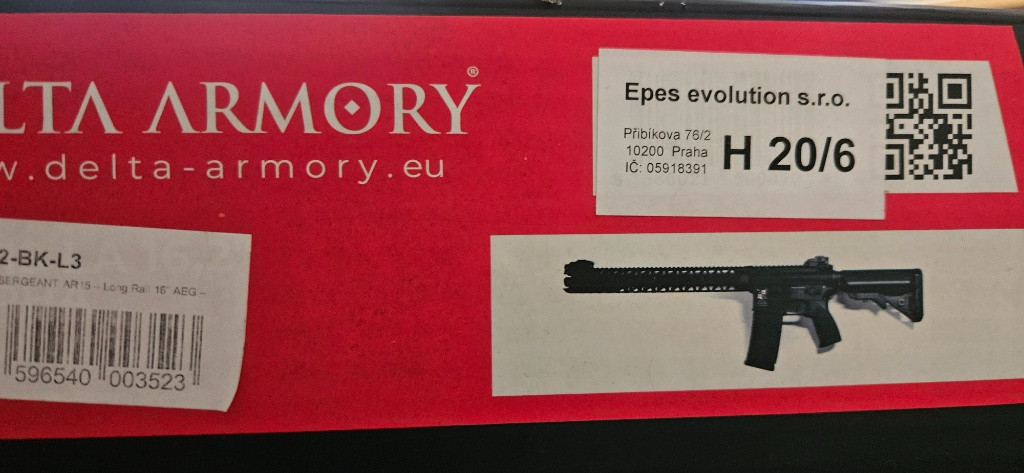 LTA ARMORY®
w.delta-armory.eu
Epes evolution s.r.o.
Přibíkova 76/2
10200 Praha
IČ: 05918391
H 20/6
2-BK-L3
SERGEANT AR15 – Long Rail 16" AEG –
596540 003523